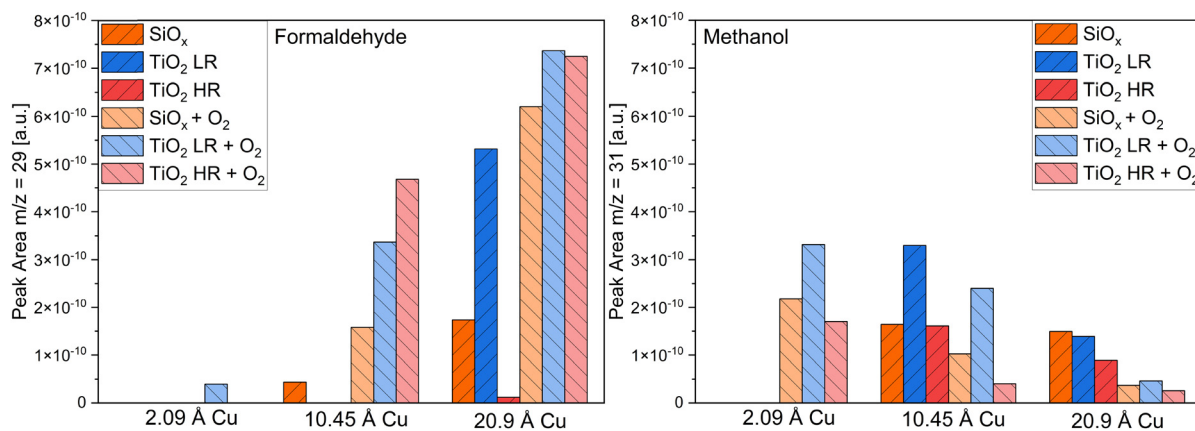 Formaldehyde
Peak Area m/z = 29 [a.u.]
8×10⁻¹⁰
7×10⁻¹⁰
6×10⁻¹⁰
5×10⁻¹⁰
4×10⁻¹⁰
3×10⁻¹⁰
2×10⁻¹⁰
1×10⁻¹⁰
0
SiOₓ
TiO₂ LR
TiO₂ HR
SiOₓ + O₂
TiO₂ LR + O₂
TiO₂ HR + O₂
2.09 Å Cu
10.45 Å Cu
20.9 Å Cu
Methanol
Peak Area m/z = 31 [a.u.]
8×10⁻¹⁰
7×10⁻¹⁰
6×10⁻¹⁰
5×10⁻¹⁰
4×10⁻¹⁰
3×10⁻¹⁰
2×10⁻¹⁰
1×10⁻¹⁰
0
SiOₓ
TiO₂ LR
TiO₂ HR
SiOₓ + O₂
TiO₂ LR + O₂
TiO₂ HR + O₂
2.09 Å Cu
10.45 Å Cu
20.9 Å Cu